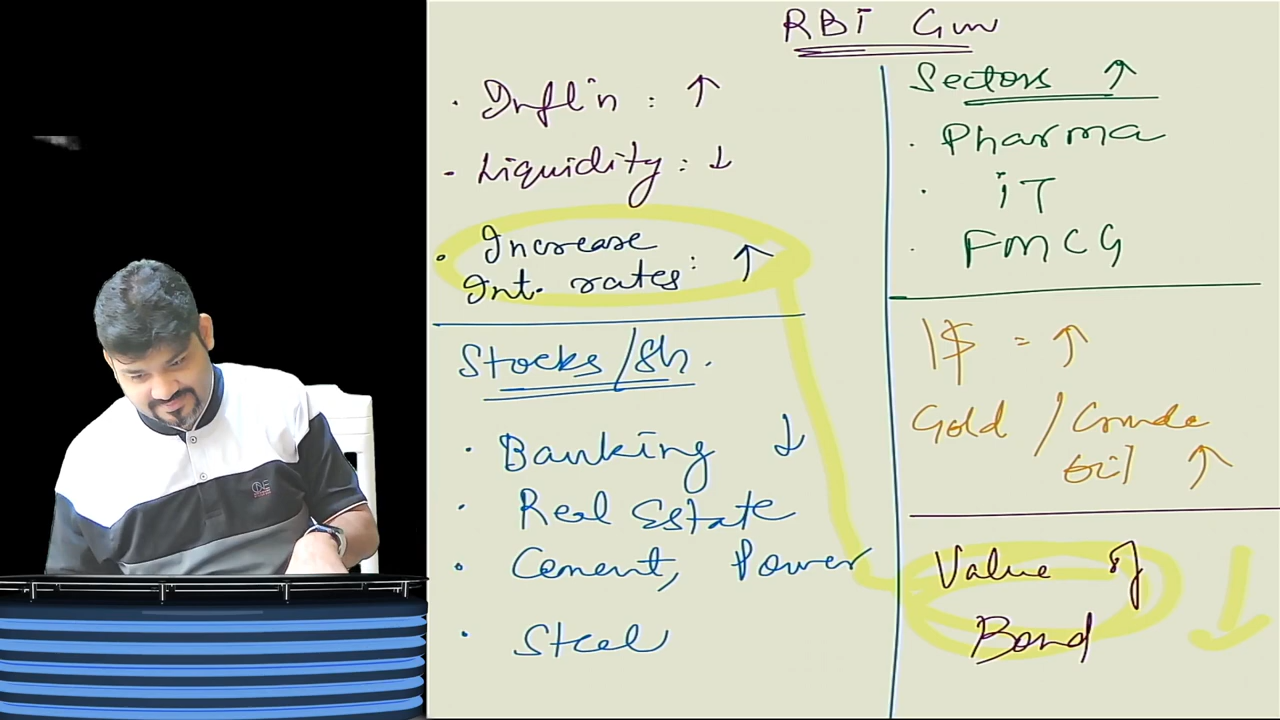 RBI Gov
· Infl'n : ↑
- Liquidity : ↓
· Increase
Int. rates : ↑
Stocks / Sh.
· Banking ↓
· Real Estate
· Cement, Power
· Steel
Sectors ↑
· Pharma
· iT
· FMCG
1$ = ↑
Gold / Crude
oil ↑
Value of
Bond ↓